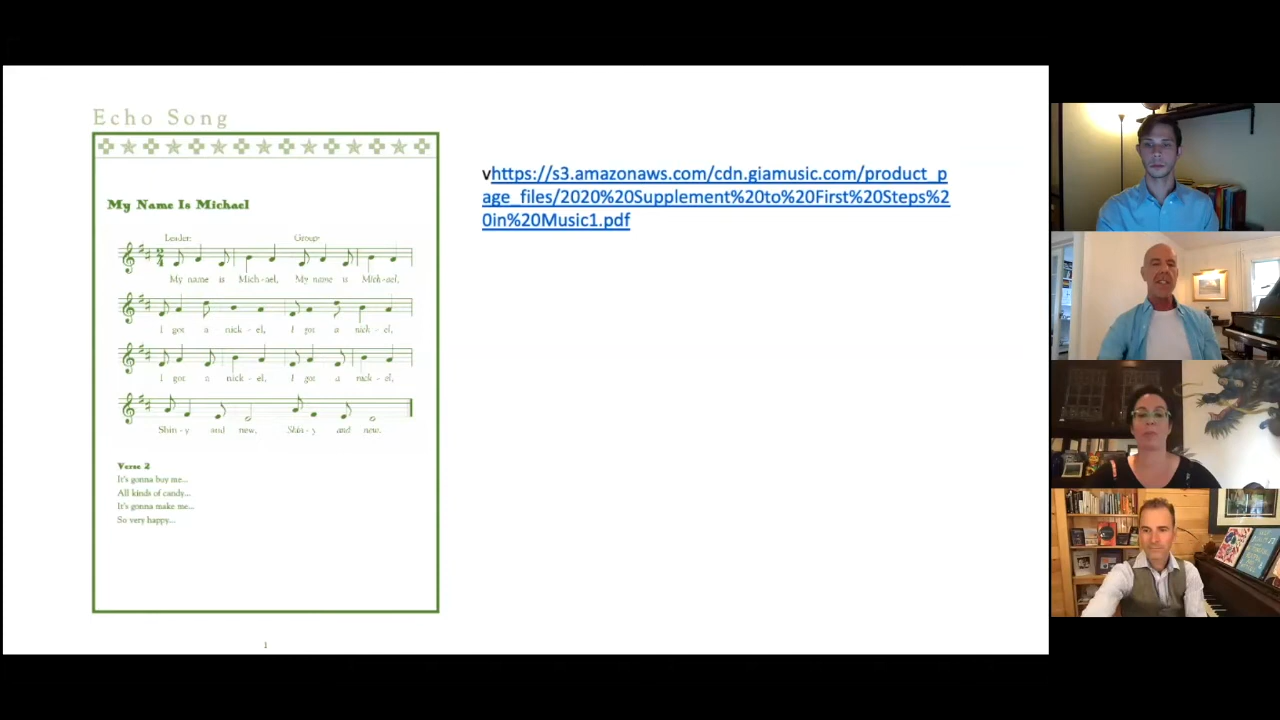 Echo Song
My Name Is Michael
Leader: Group:
My name is Mich-ael, My name is Mich-ael,
I got a nick-el, I got a nick-el,
I got a nick-el, I got a nick-el,
Shin-y and new, Shin-y and new.
Verse 2
It's gonna buy me...
All kinds of candy...
It's gonna make me...
So very happy...
1
vhttps://s3.amazonaws.com/cdn.giamusic.com/product_p
age_files/2020%20Supplement%20to%20First%20Steps%2
0in%20Music1.pdf